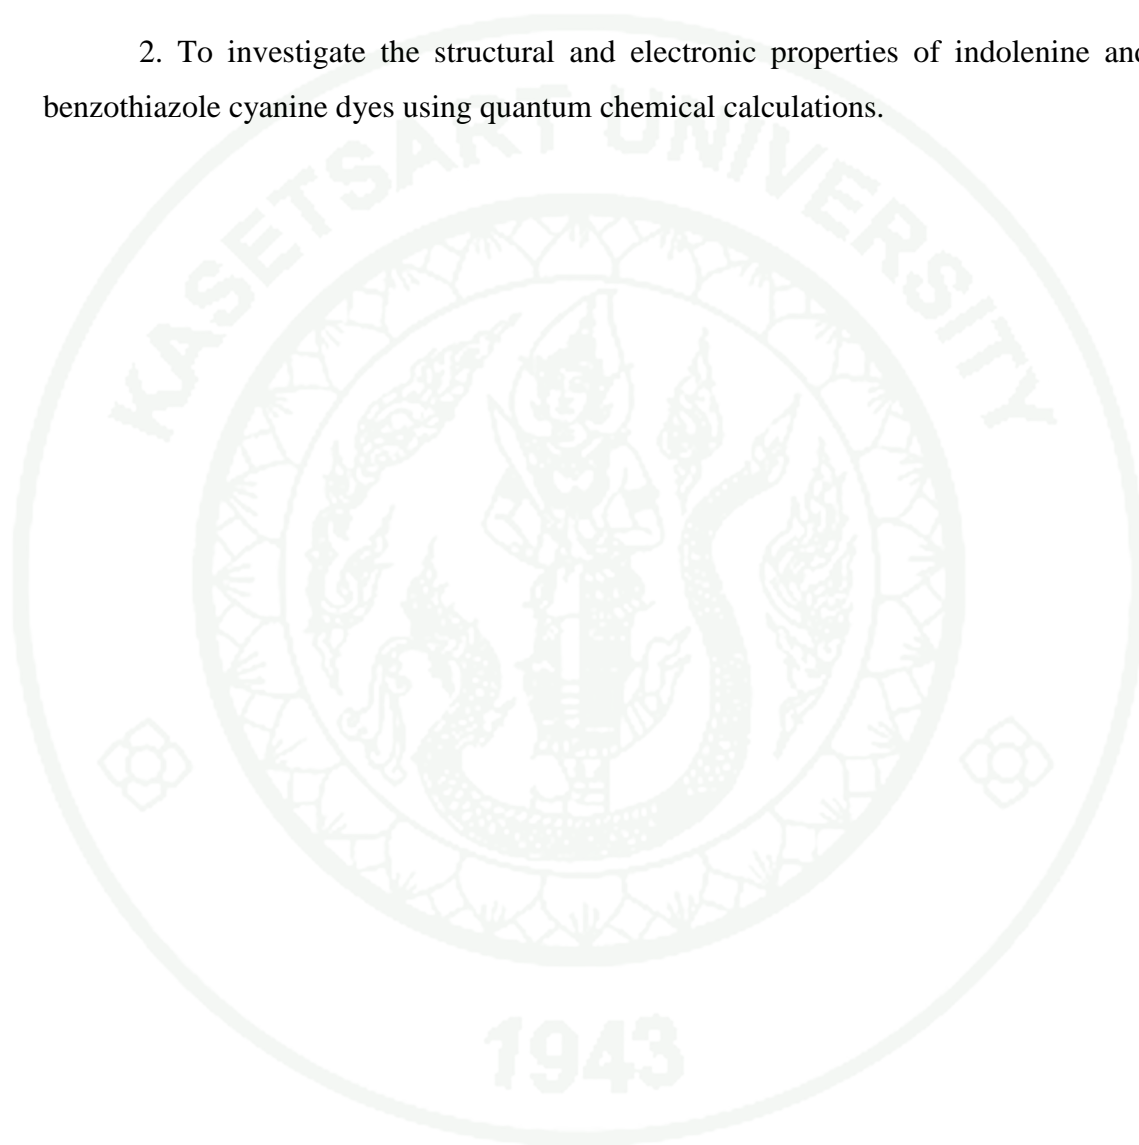 2. To investigate the structural and electronic properties of indolenine and
benzothiazole cyanine dyes using quantum chemical calculations.
KASETSART UNIVERSITY
1943